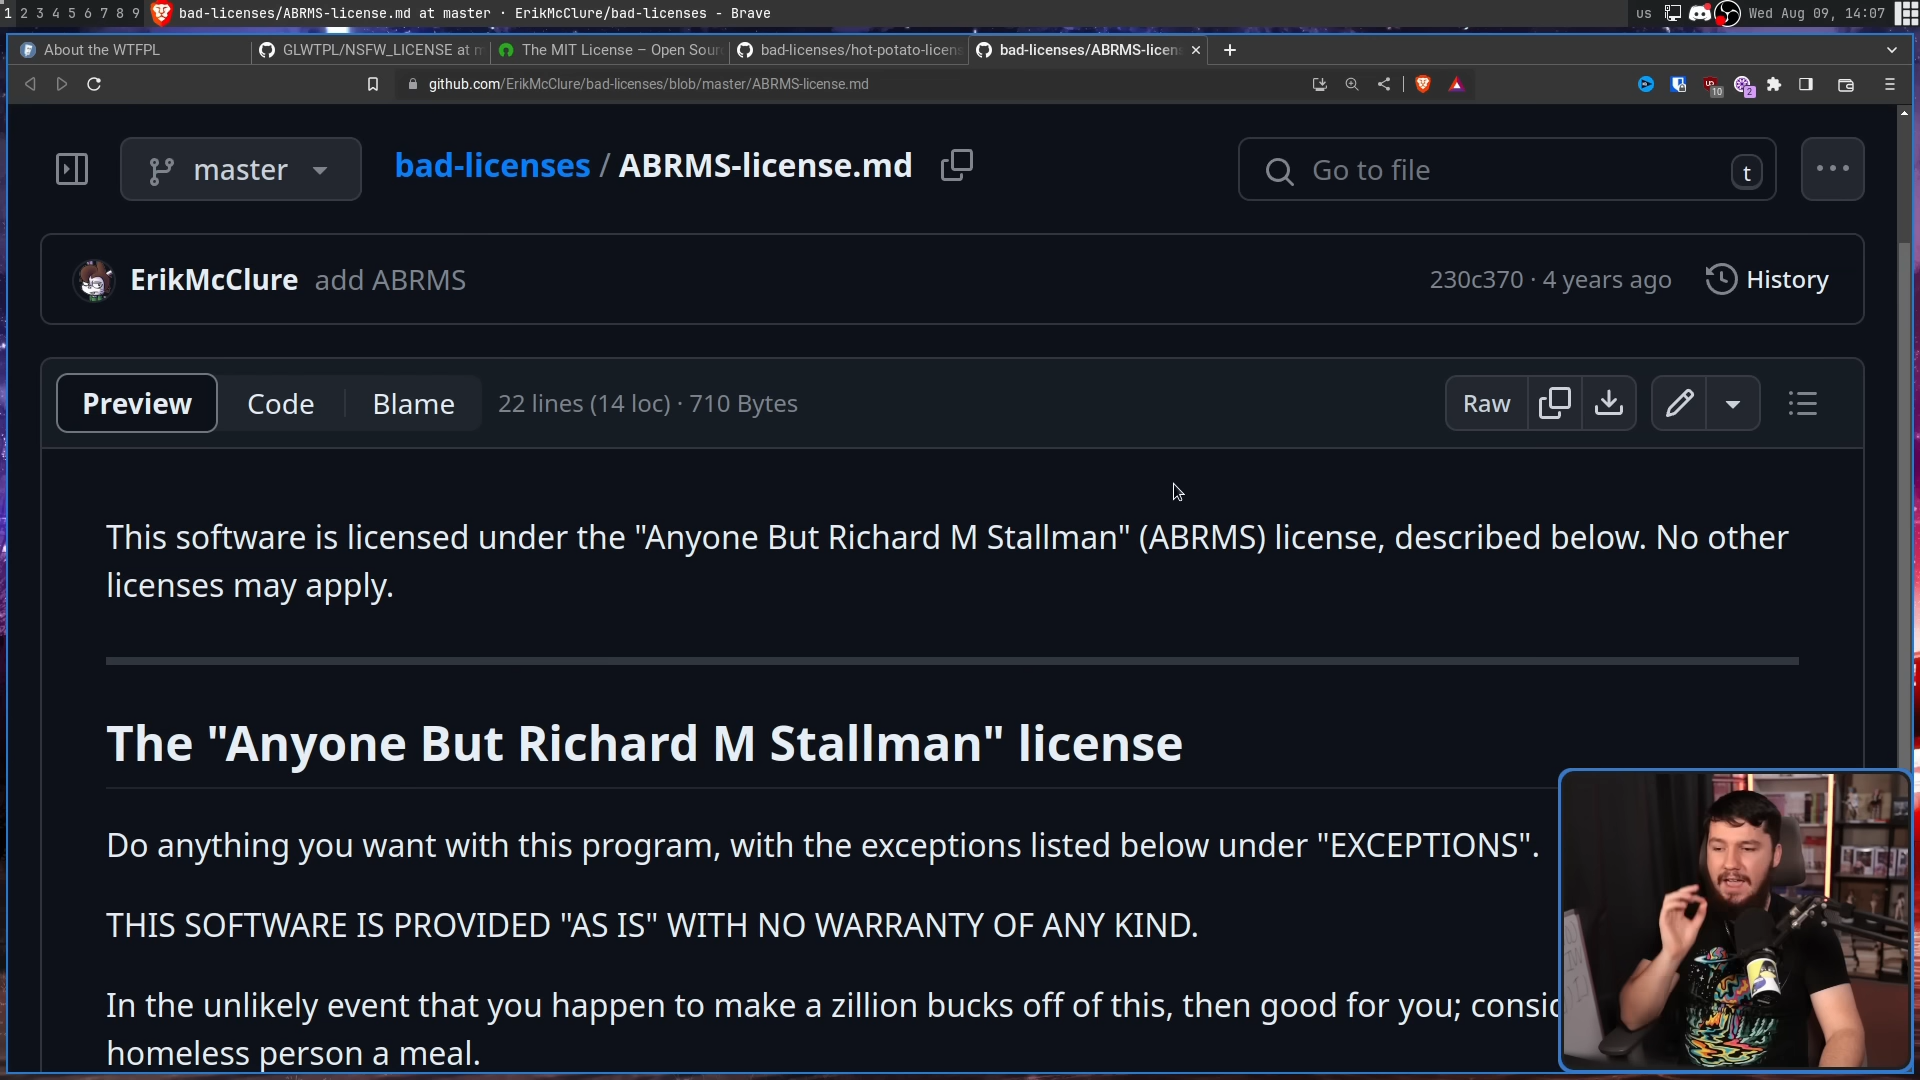 1 2 3 4 5 6 7 8 9 bad-licenses/ABRMS-license.md at master · ErikMcClure/bad-licenses - Brave us Wed Aug 09, 14:07
About the WTFPL GLWTPL/NSFW_LICENSE at The MIT License – Open Sour bad-licenses/hot-potato-licens bad-licenses/ABRMS-licen
github.com/ErikMcClure/bad-licenses/blob/master/ABRMS-license.md 10 2
master bad-licenses / ABRMS-license.md Go to file t
ErikMcClure add ABRMS 230c370 · 4 years ago History
Preview Code Blame 22 lines (14 loc) · 710 Bytes Raw
This software is licensed under the "Anyone But Richard M Stallman" (ABRMS) license, described below. No other
licenses may apply.
The "Anyone But Richard M Stallman" license
Do anything you want with this program, with the exceptions listed below under "EXCEPTIONS".
THIS SOFTWARE IS PROVIDED "AS IS" WITH NO WARRANTY OF ANY KIND.
In the unlikely event that you happen to make a zillion bucks off of this, then good for you; consid
homeless person a meal.